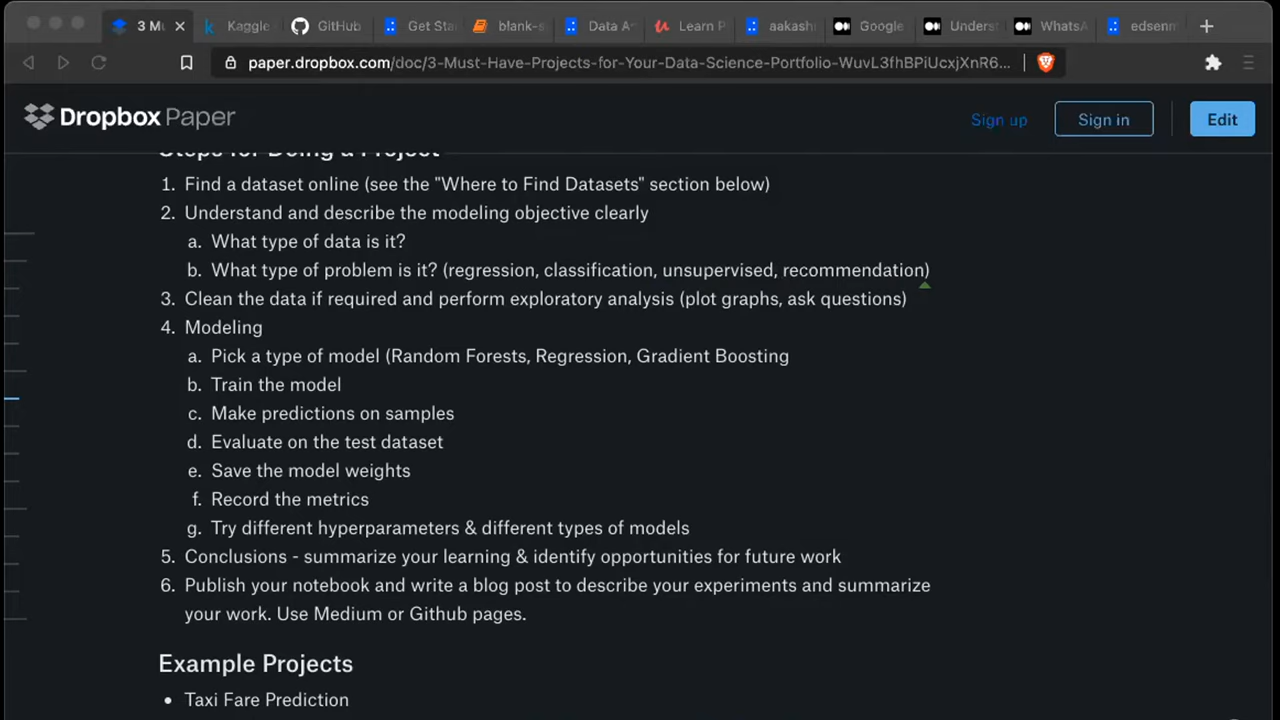 3 Mu
Kaggle
GitHub
Get Sta
blank-s
Data A
Learn P
aakash
Google
Unders
WhatsA
edsenm
paper.dropbox.com/doc/3-Must-Have-Projects-for-Your-Data-Science-Portfolio-WuvL3fhBPiUcxjXnR6...
Dropbox Paper
Sign up
Sign in
Edit
Steps for Doing a Project
1. Find a dataset online (see the "Where to Find Datasets" section below)
2. Understand and describe the modeling objective clearly
a. What type of data is it?
b. What type of problem is it? (regression, classification, unsupervised, recommendation)
3. Clean the data if required and perform exploratory analysis (plot graphs, ask questions)
4. Modeling
a. Pick a type of model (Random Forests, Regression, Gradient Boosting
b. Train the model
c. Make predictions on samples
d. Evaluate on the test dataset
e. Save the model weights
f. Record the metrics
g. Try different hyperparameters & different types of models
5. Conclusions - summarize your learning & identify opportunities for future work
6. Publish your notebook and write a blog post to describe your experiments and summarize
your work. Use Medium or Github pages.
Example Projects
• Taxi Fare Prediction